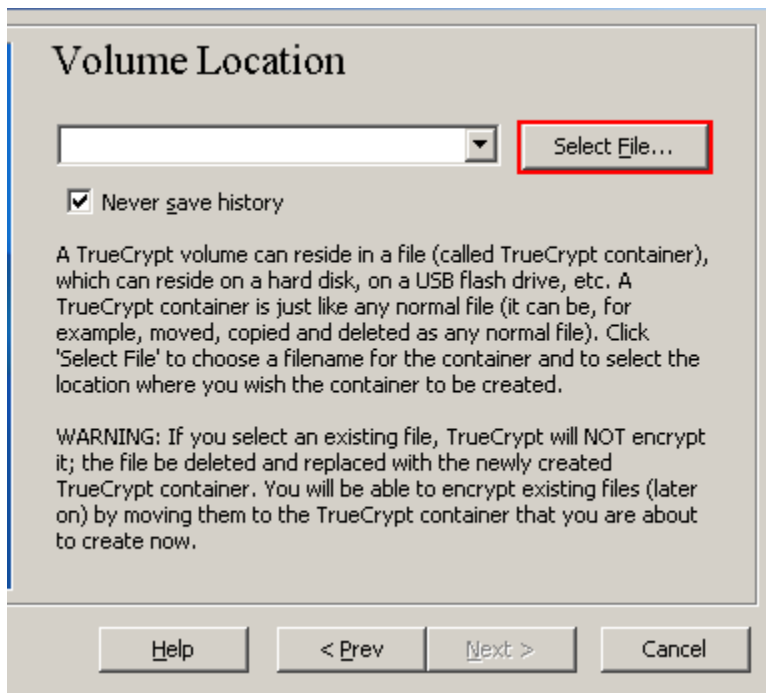 Volume Location
Select File...
Never save history
A TrueCrypt volume can reside in a file (called TrueCrypt container),
which can reside on a hard disk, on a USB flash drive, etc. A
TrueCrypt container is just like any normal file (it can be, for
example, moved, copied and deleted as any normal file). Click
'Select File' to choose a filename for the container and to select the
location where you wish the container to be created.
WARNING: If you select an existing file, TrueCrypt will NOT encrypt
it; the file be deleted and replaced with the newly created
TrueCrypt container. You will be able to encrypt existing files (later
on) by moving them to the TrueCrypt container that you are about
to create now.
Help < Prev Next > Cancel